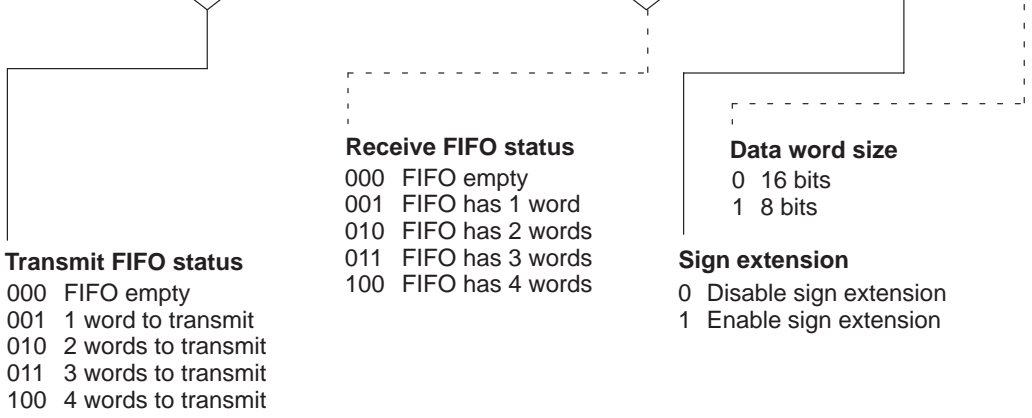 Receive FIFO status
000 FIFO empty
001 FIFO has 1 word
010 FIFO has 2 words
011 FIFO has 3 words
100 FIFO has 4 words
Data word size
0 16 bits
1 8 bits
Transmit FIFO status
000 FIFO empty
001 1 word to transmit
010 2 words to transmit
011 3 words to transmit
100 4 words to transmit
Sign extension
0 Disable sign extension
1 Enable sign extension